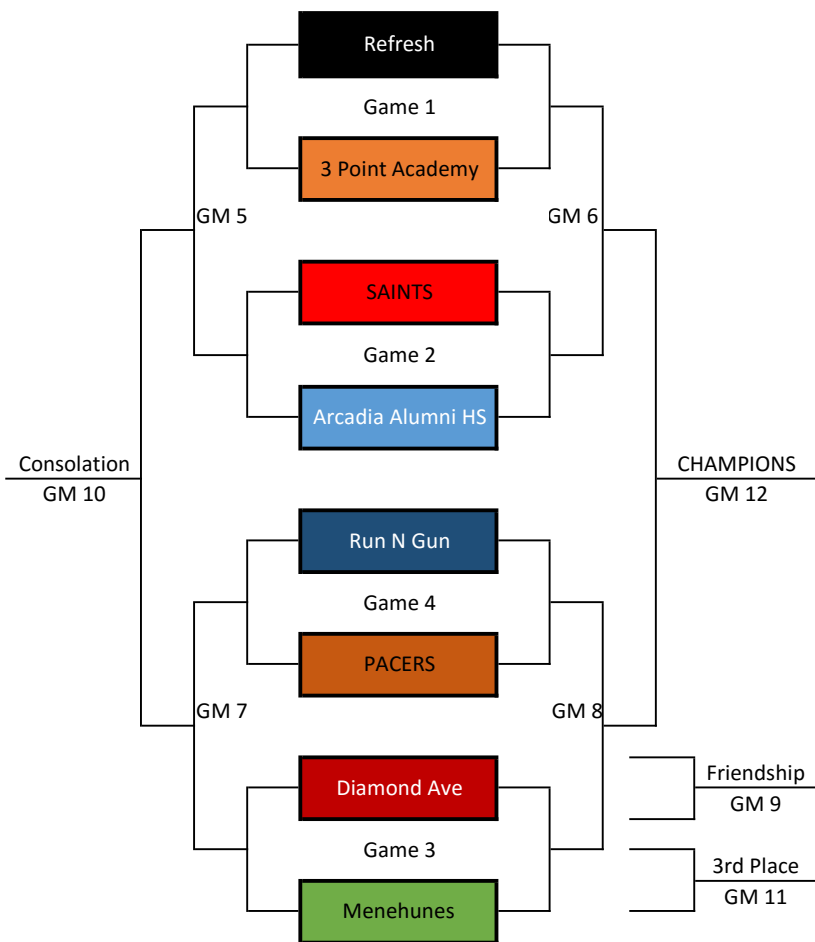 Refresh
Game 1
3 Point Academy
GM 5
GM 6
SAINTS
Game 2
Arcadia Alumni HS
Consolation
GM 10
CHAMPIONS
GM 12
Run N Gun
Game 4
PACERS
GM 7
GM 8
Diamond Ave
Friendship
GM 9
Game 3
3rd Place
GM 11
Menehunes